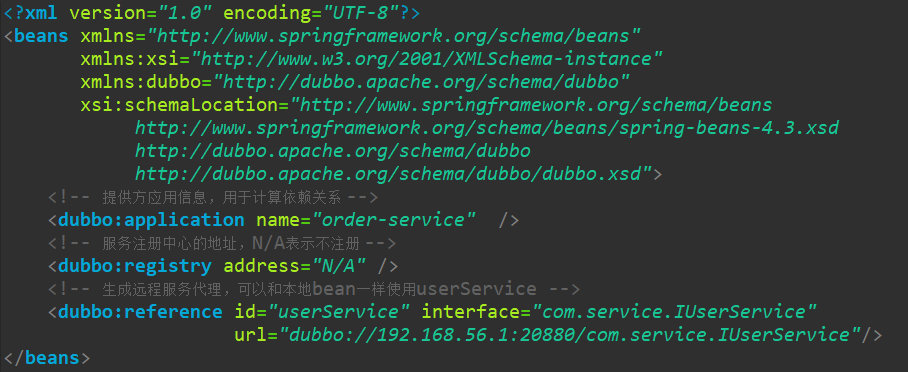 <?xml version="1.0" encoding="UTF-8"?>
<beans xmlns="http://www.springframework.org/schema/beans"
xmlns:xsi="http://www.w3.org/2001/XMLSchema-instance"
xmlns:dubbo="http://dubbo.apache.org/schema/dubbo"
xsi:schemaLocation="http://www.springframework.org/schema/beans
http://www.springframework.org/schema/beans/spring-beans-4.3.xsd
http://dubbo.apache.org/schema/dubbo
http://dubbo.apache.org/schema/dubbo/dubbo.xsd">
<!-- 提供方应用信息，用于计算依赖关系 -->
<dubbo:application name="order-service"  />
<!-- 服务注册中心的地址，N/A表示不注册 -->
<dubbo:registry address="N/A" />
<!-- 生成远程服务代理，可以和本地bean一样使用userService -->
<dubbo:reference id="userService" interface="com.service.IUserService"
url="dubbo://192.168.56.1:20880/com.service.IUserService"/>
</beans>